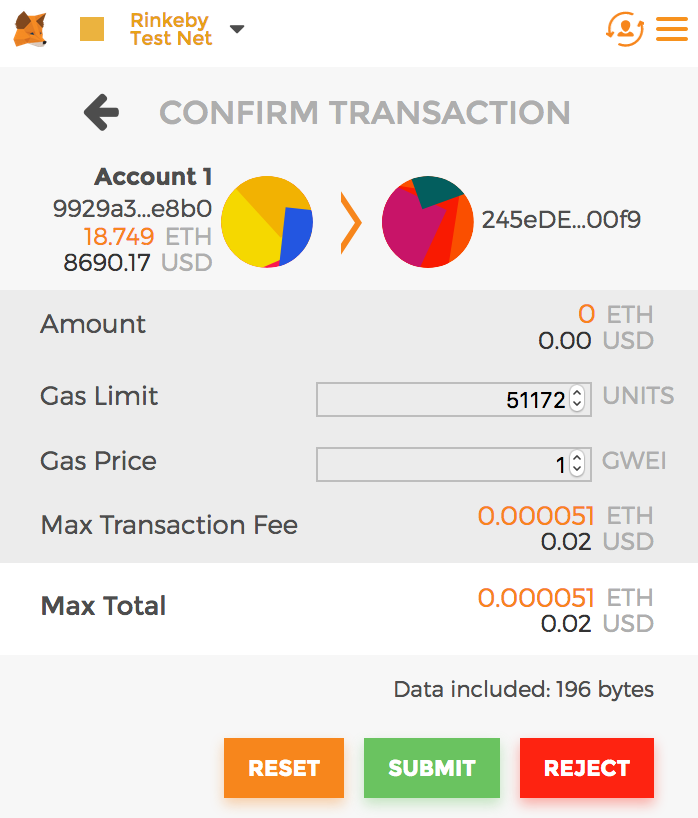 Rinkeby
Test Net
CONFIRM TRANSACTION
Account 1
9929a3...e8b0
18.749 ETH
8690.17 USD
245eDE...00f9
Amount
0 ETH
0.00 USD
Gas Limit
51172 UNITS
Gas Price
1 GWEI
Max Transaction Fee
0.000051 ETH
0.02 USD
Max Total
0.000051 ETH
0.02 USD
Data included: 196 bytes
RESET SUBMIT REJECT